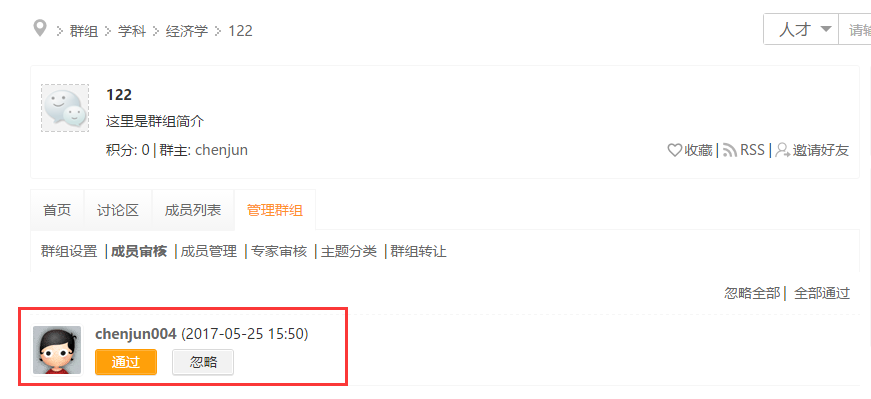 群组 > 学科 > 经济学 > 122
人才
请输
122
这里是群组简介
积分: 0 | 群主: chenjun
收藏 | RSS | 邀请好友
首页 讨论区 成员列表 管理群组
群组设置 | 成员审核 | 成员管理 | 专家审核 | 主题分类 | 群组转让
忽略全部 | 全部通过
chenjun004 (2017-05-25 15:50)
通过 忽略